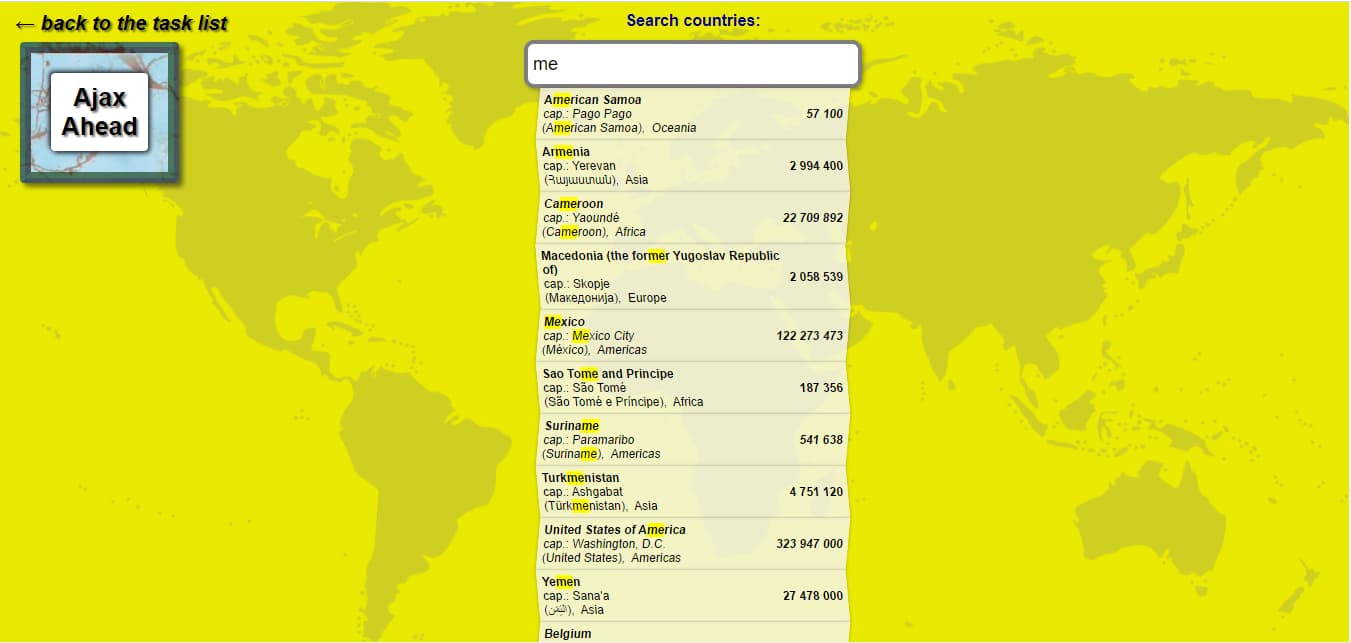 ← back to the task list
Ajax
Ahead
Search countries:
me
American Samoa
cap.: Pago Pago
57 100
(American Samoa), Oceania
Armenia
cap.: Yerevan
2 994 400
(Հայաստան), Asia
Cameroon
cap.: Yaoundé
22 709 892
(Cameroon), Africa
Macedonia (the former Yugoslav Republic
of)
2 058 539
cap.: Skopje
(Македонија), Europe
Mexico
cap.: Mexico City
122 273 473
(México), Americas
Sao Tome and Principe
cap.: São Tomé
187 356
(São Tomé e Príncipe), Africa
Suriname
cap.: Paramaribo
541 638
(Suriname), Americas
Turkmenistan
cap.: Ashgabat
4 751 120
(Türkmenistan), Asia
United States of America
cap.: Washington, D.C.
323 947 000
(United States), Americas
Yemen
cap.: Sana'a
27 478 000
(اليَمَن), Asia
Belgium